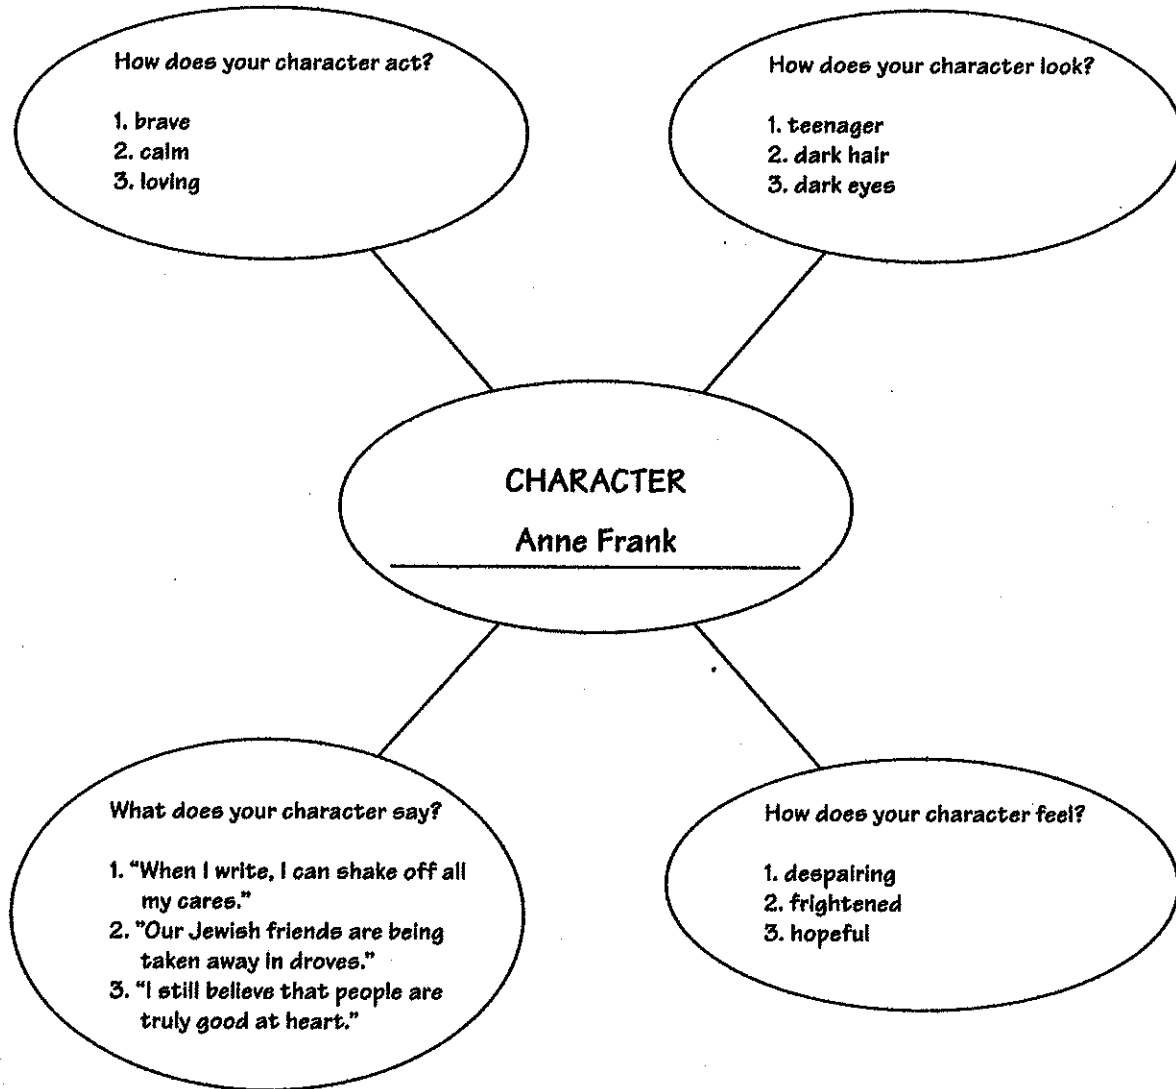 How does your character act?
1. brave
2. calm
3. loving
How does your character look?
1. teenager
2. dark hair
3. dark eyes
CHARACTER
Anne Frank
What does your character say?
1. "When I write, I can shake off all
my cares."
2. "Our Jewish friends are being
taken away in droves."
3. "I still believe that people are
truly good at heart."
How does your character feel?
1. despairing
2. frightened
3. hopeful